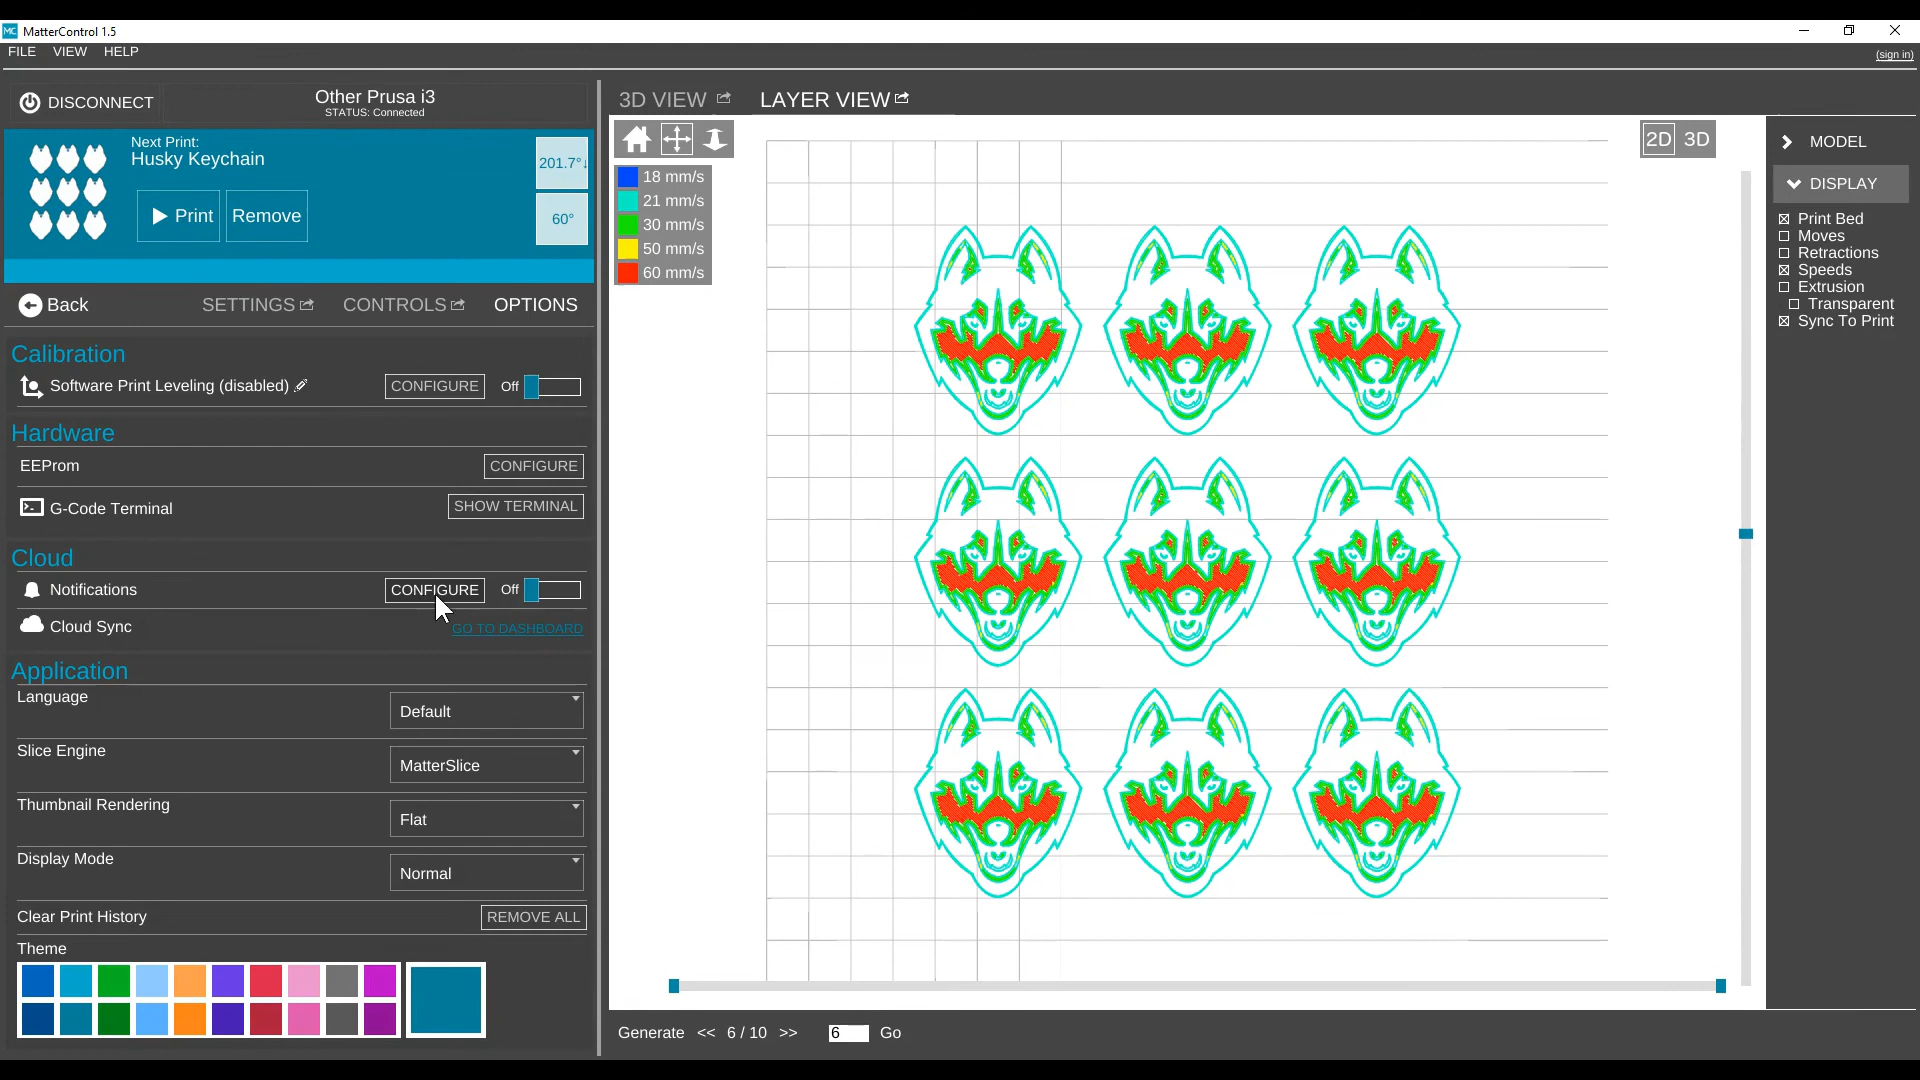 MatterControl 1.5
FILE VIEW HELP
(sign in)
DISCONNECT
Other Prusa i3
STATUS: Connected
Next Print:
Husky Keychain
Print Remove
201.7°↓
60°
Back SETTINGS CONTROLS OPTIONS
Calibration
Software Print Leveling (disabled) CONFIGURE Off
Hardware
EEProm CONFIGURE
G-Code Terminal SHOW TERMINAL
Cloud
Notifications CONFIGURE Off
Cloud Sync GO TO DASHBOARD
Application
Language
Default
Slice Engine
MatterSlice
Thumbnail Rendering
Flat
Display Mode
Normal
Clear Print History REMOVE ALL
Theme
3D VIEW LAYER VIEW
18 mm/s
21 mm/s
30 mm/s
50 mm/s
60 mm/s
2D 3D
Generate << 6 / 10 >> 6 Go
MODEL
DISPLAY
Print Bed
Moves
Retractions
Speeds
Extrusion
Transparent
Sync To Print